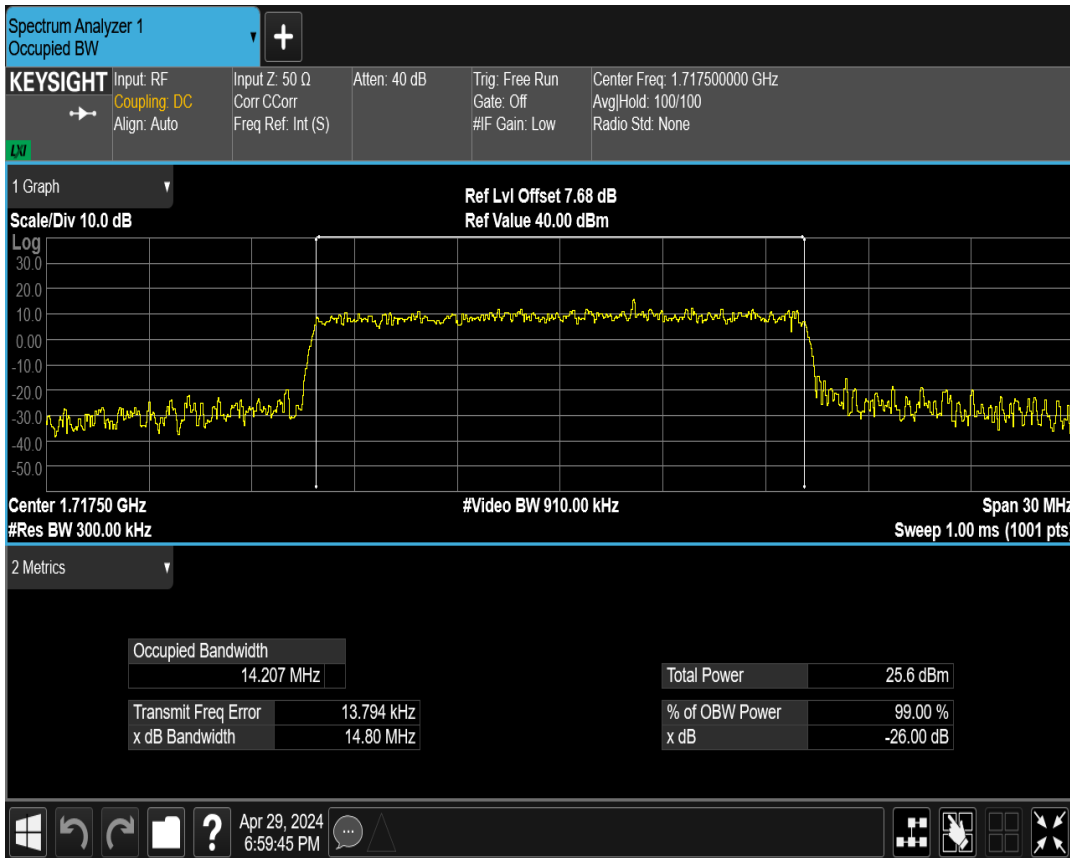 Spectrum Analyzer 1
Occupied BW
+
KEYSIGHT
LXI
Input: RF
Coupling: DC
Align: Auto
Input Z: 50 Ω
Corr CCorr
Freq Ref: Int (S)
Atten: 40 dB
Trig: Free Run
Gate: Off
#IF Gain: Low
Center Freq: 1.717500000 GHz
Avg|Hold: 100/100
Radio Std: None
1 Graph
Scale/Div 10.0 dB
Ref Lvl Offset 7.68 dB
Ref Value 40.00 dBm
Log
30.0
20.0
10.0
0.00
-10.0
-20.0
-30.0
-40.0
-50.0
Center 1.71750 GHz
#Video BW 910.00 kHz
Span 30 MHz
#Res BW 300.00 kHz
Sweep 1.00 ms (1001 pts)
2 Metrics
Occupied Bandwidth
14.207 MHz
Transmit Freq Error 13.794 kHz
x dB Bandwidth 14.80 MHz
Total Power 25.6 dBm
% of OBW Power 99.00 %
x dB -26.00 dB
?
Apr 29, 2024
6:59:45 PM